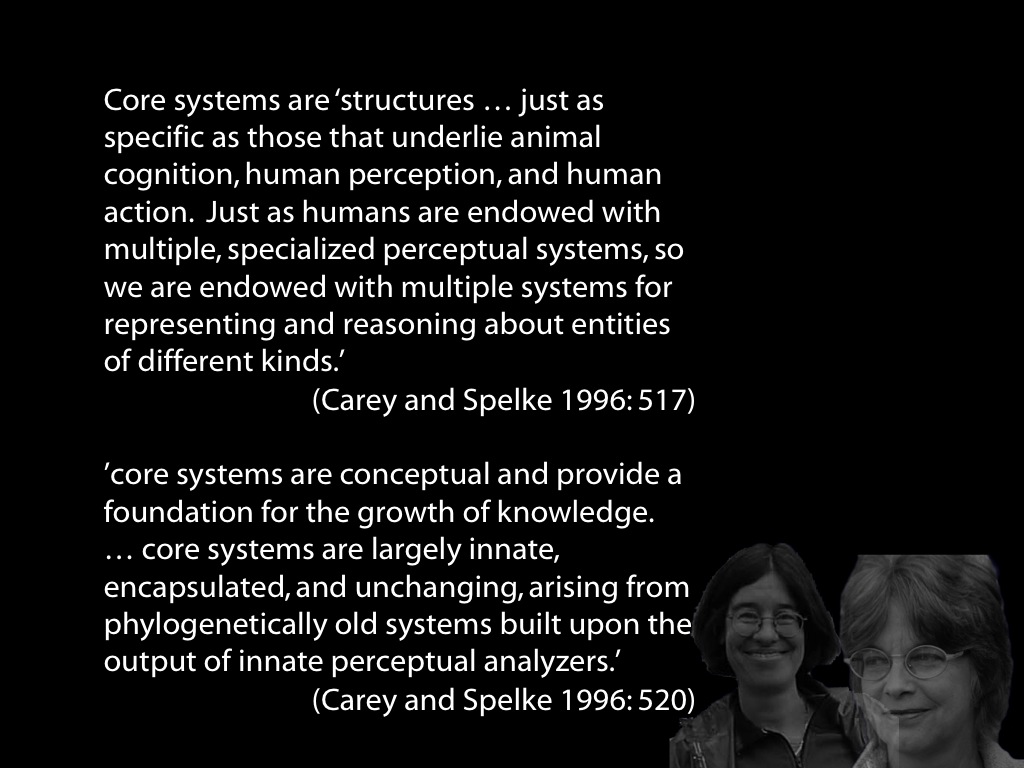 Core systems are ‘structures … just as
specific as those that underlie animal
cognition, human perception, and human
action.  Just as humans are endowed with
multiple, specialized perceptual systems, so
we are endowed with multiple systems for
representing and reasoning about entities
of different kinds.’
(Carey and Spelke 1996: 517)
’core systems are conceptual and provide a
foundation for the growth of knowledge.
… core systems are largely innate,
encapsulated, and unchanging, arising from
phylogenetically old systems built upon the
output of innate perceptual analyzers.’
(Carey and Spelke 1996: 520)